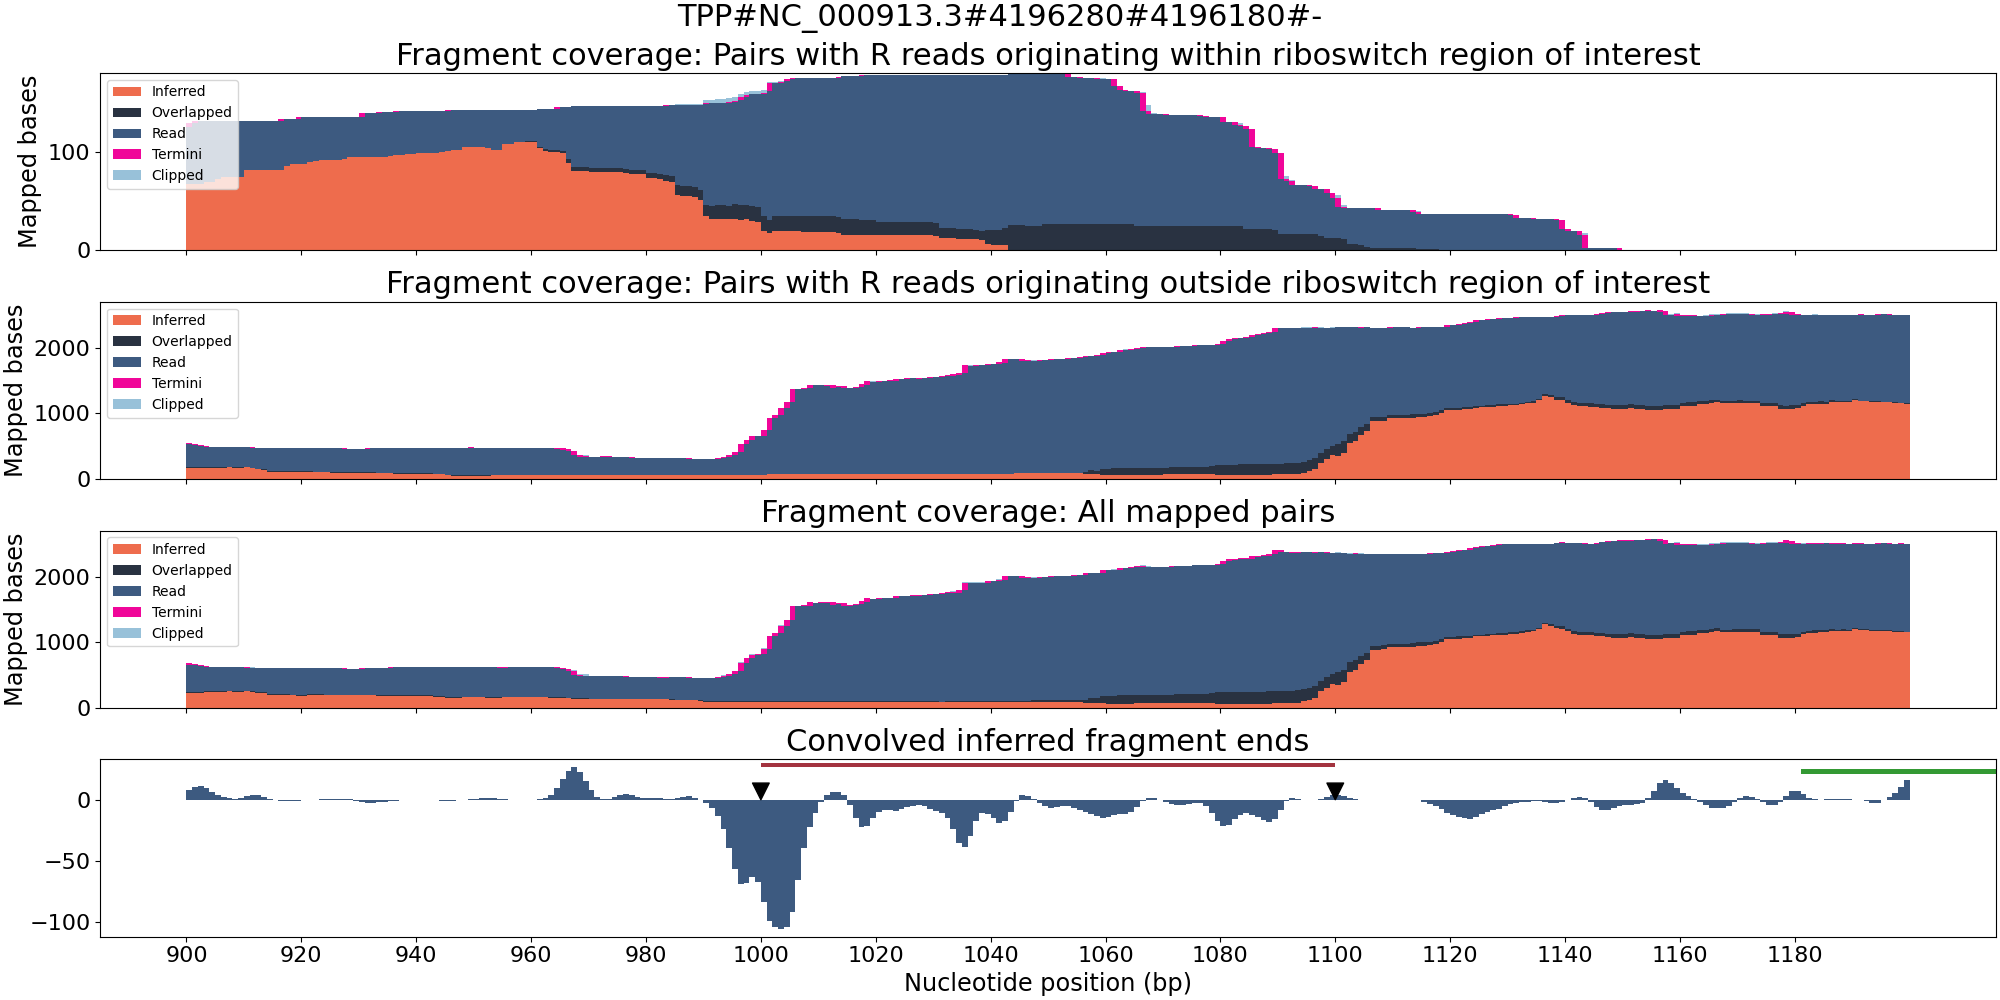 TPP#NC_000913.3#4196280#4196180#-
Fragment coverage: Pairs with R reads originating within riboswitch region of interest
Mapped bases
100
0
Inferred
Overlapped
Read
Termini
Clipped
Fragment coverage: Pairs with R reads originating outside riboswitch region of interest
Mapped bases
2000
1000
0
Inferred
Overlapped
Read
Termini
Clipped
Fragment coverage: All mapped pairs
Mapped bases
2000
1000
0
Inferred
Overlapped
Read
Termini
Clipped
Convolved inferred fragment ends
0
−50
−100
900 920 940 960 980 1000 1020 1040 1060 1080 1100 1120 1140 1160 1180
Nucleotide position (bp)